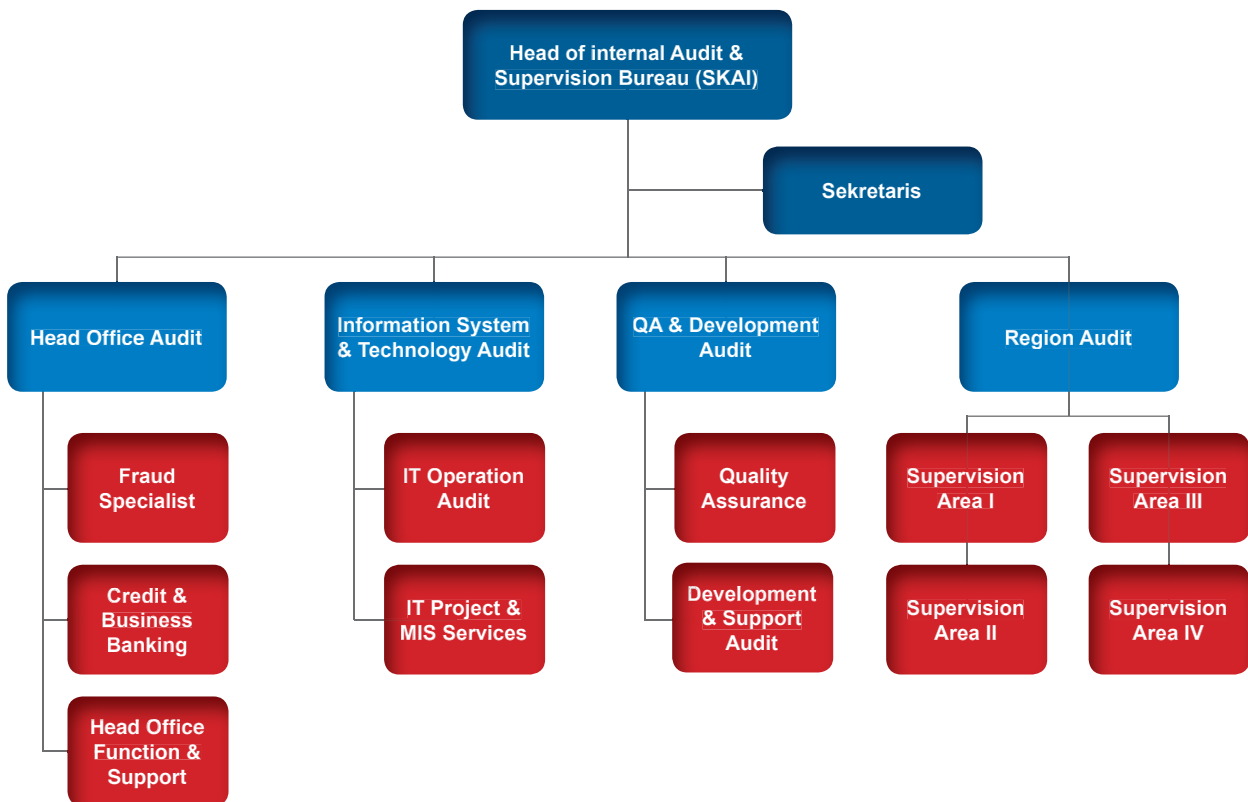 Head of internal Audit &
Supervision Bureau (SKAI)
Sekretaris
Head Office Audit
Information System
& Technology Audit
QA & Development
Audit
Region Audit
Fraud
Specialist
IT Operation
Audit
Quality
Assurance
Supervision
Area I
Supervision
Area III
Credit &
Business
Banking
IT Project &
MIS Services
Development
& Support
Audit
Supervision
Area II
Supervision
Area IV
Head Office
Function &
Support